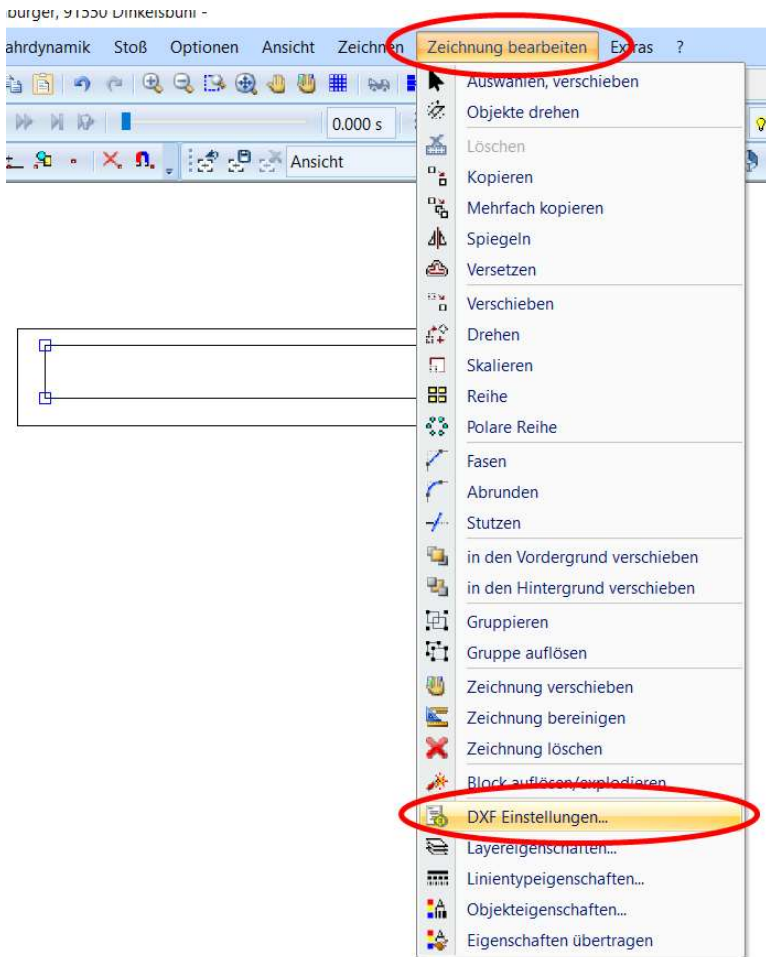 burger, 91550 Dinkelsbühl -
ahrdynamik Stoß Optionen Ansicht Zeichnen Zeichnung bearbeiten Extras ?
0.000 s
Ansicht
Auswählen, verschieben
Objekte drehen
Löschen
Kopieren
Mehrfach kopieren
Spiegeln
Versetzen
Verschieben
Drehen
Skalieren
Reihe
Polare Reihe
Fasen
Abrunden
Stutzen
in den Vordergrund verschieben
in den Hintergrund verschieben
Gruppieren
Gruppe auflösen
Zeichnung verschieben
Zeichnung bereinigen
Zeichnung löschen
Block auflösen/explodieren
DXF Einstellungen...
Layereigenschaften...
Linientypeigenschaften...
Objekteigenschaften...
Eigenschaften übertragen